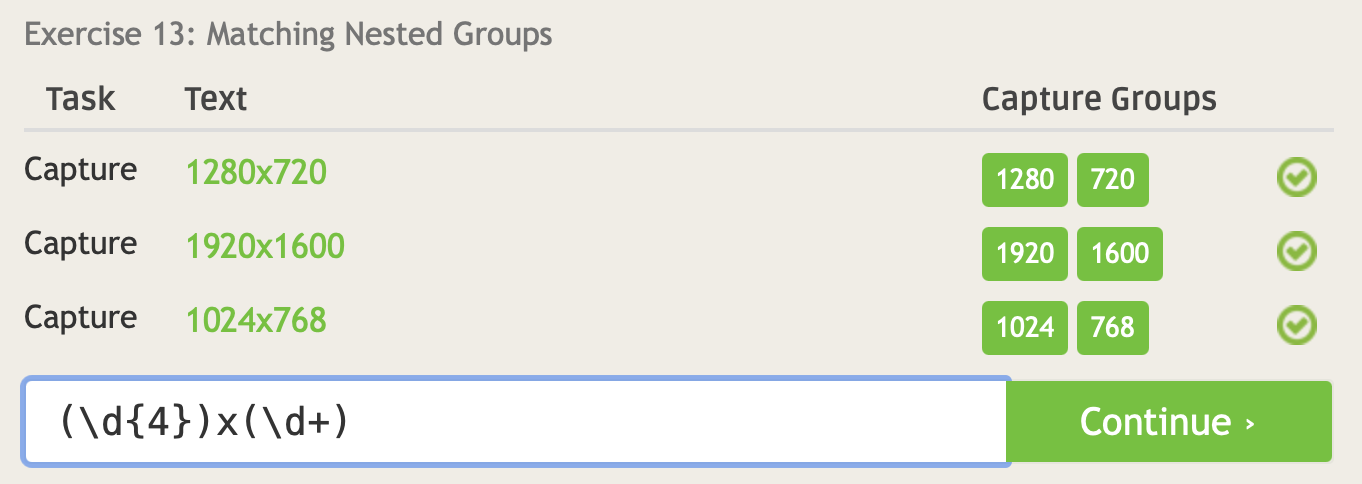 Exercise 13: Matching Nested Groups
Task Text Capture Groups
Capture 1280x720 1280 720
Capture 1920x1600 1920 1600
Capture 1024x768 1024 768
(\d{4})x(\d+) Continue ›